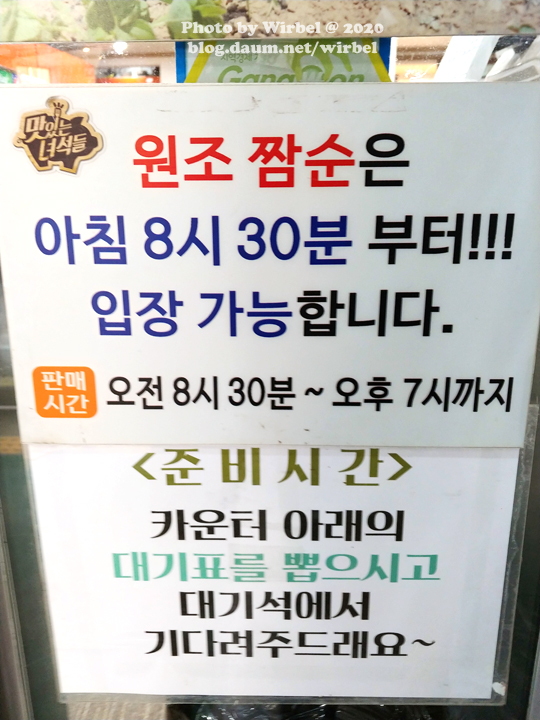 Photo by Wirbel @ 2020
blog.daum.net/wirbel
맛있는
녀석들
원조 짬순은
아침 8시 30분 부터!!!
입장 가능합니다.
판매
시간
오전 8시 30분 ~ 오후 7시까지
<준비시간>
카운터 아래의
대기표를 뽑으시고
대기석에서
기다려주드래요~